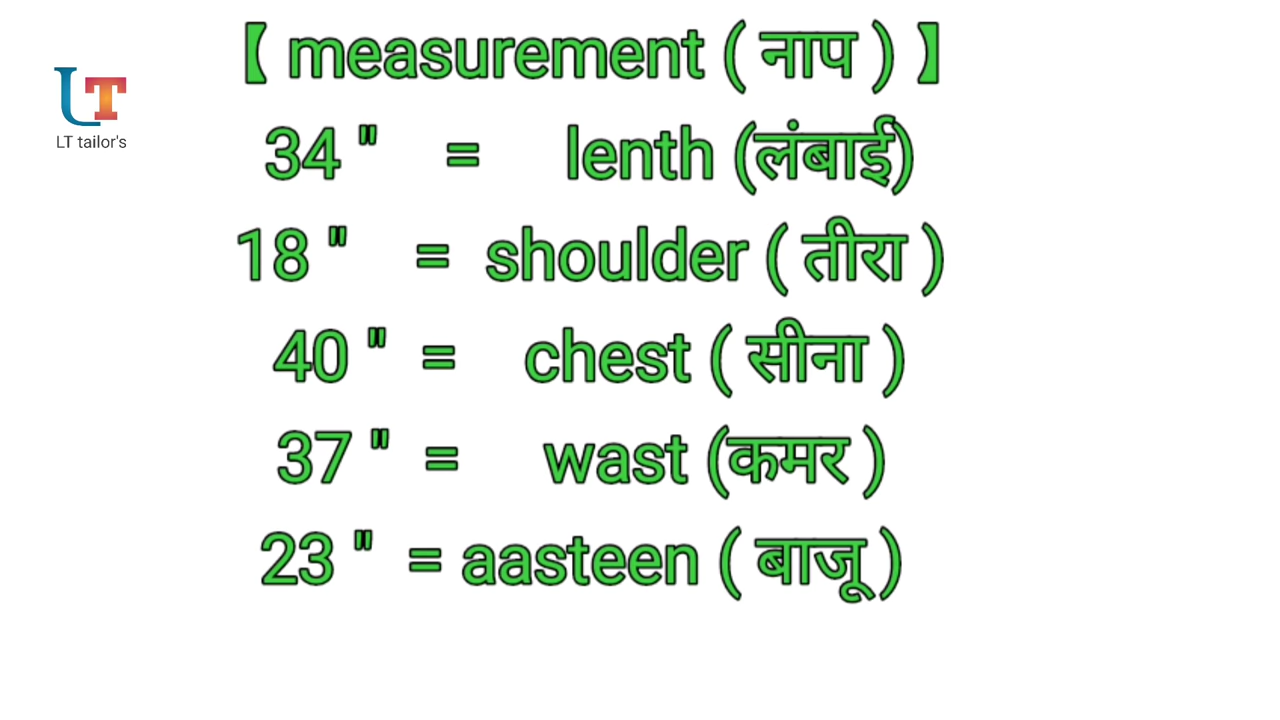 【 measurement ( नाप ) 】
LT
LT tailor's
34 " = lenth (लंबाई)
18 " = shoulder ( तीरा )
40 " = chest ( सीना )
37 " = wast (कमर )
23 " = aasteen ( बाजू )